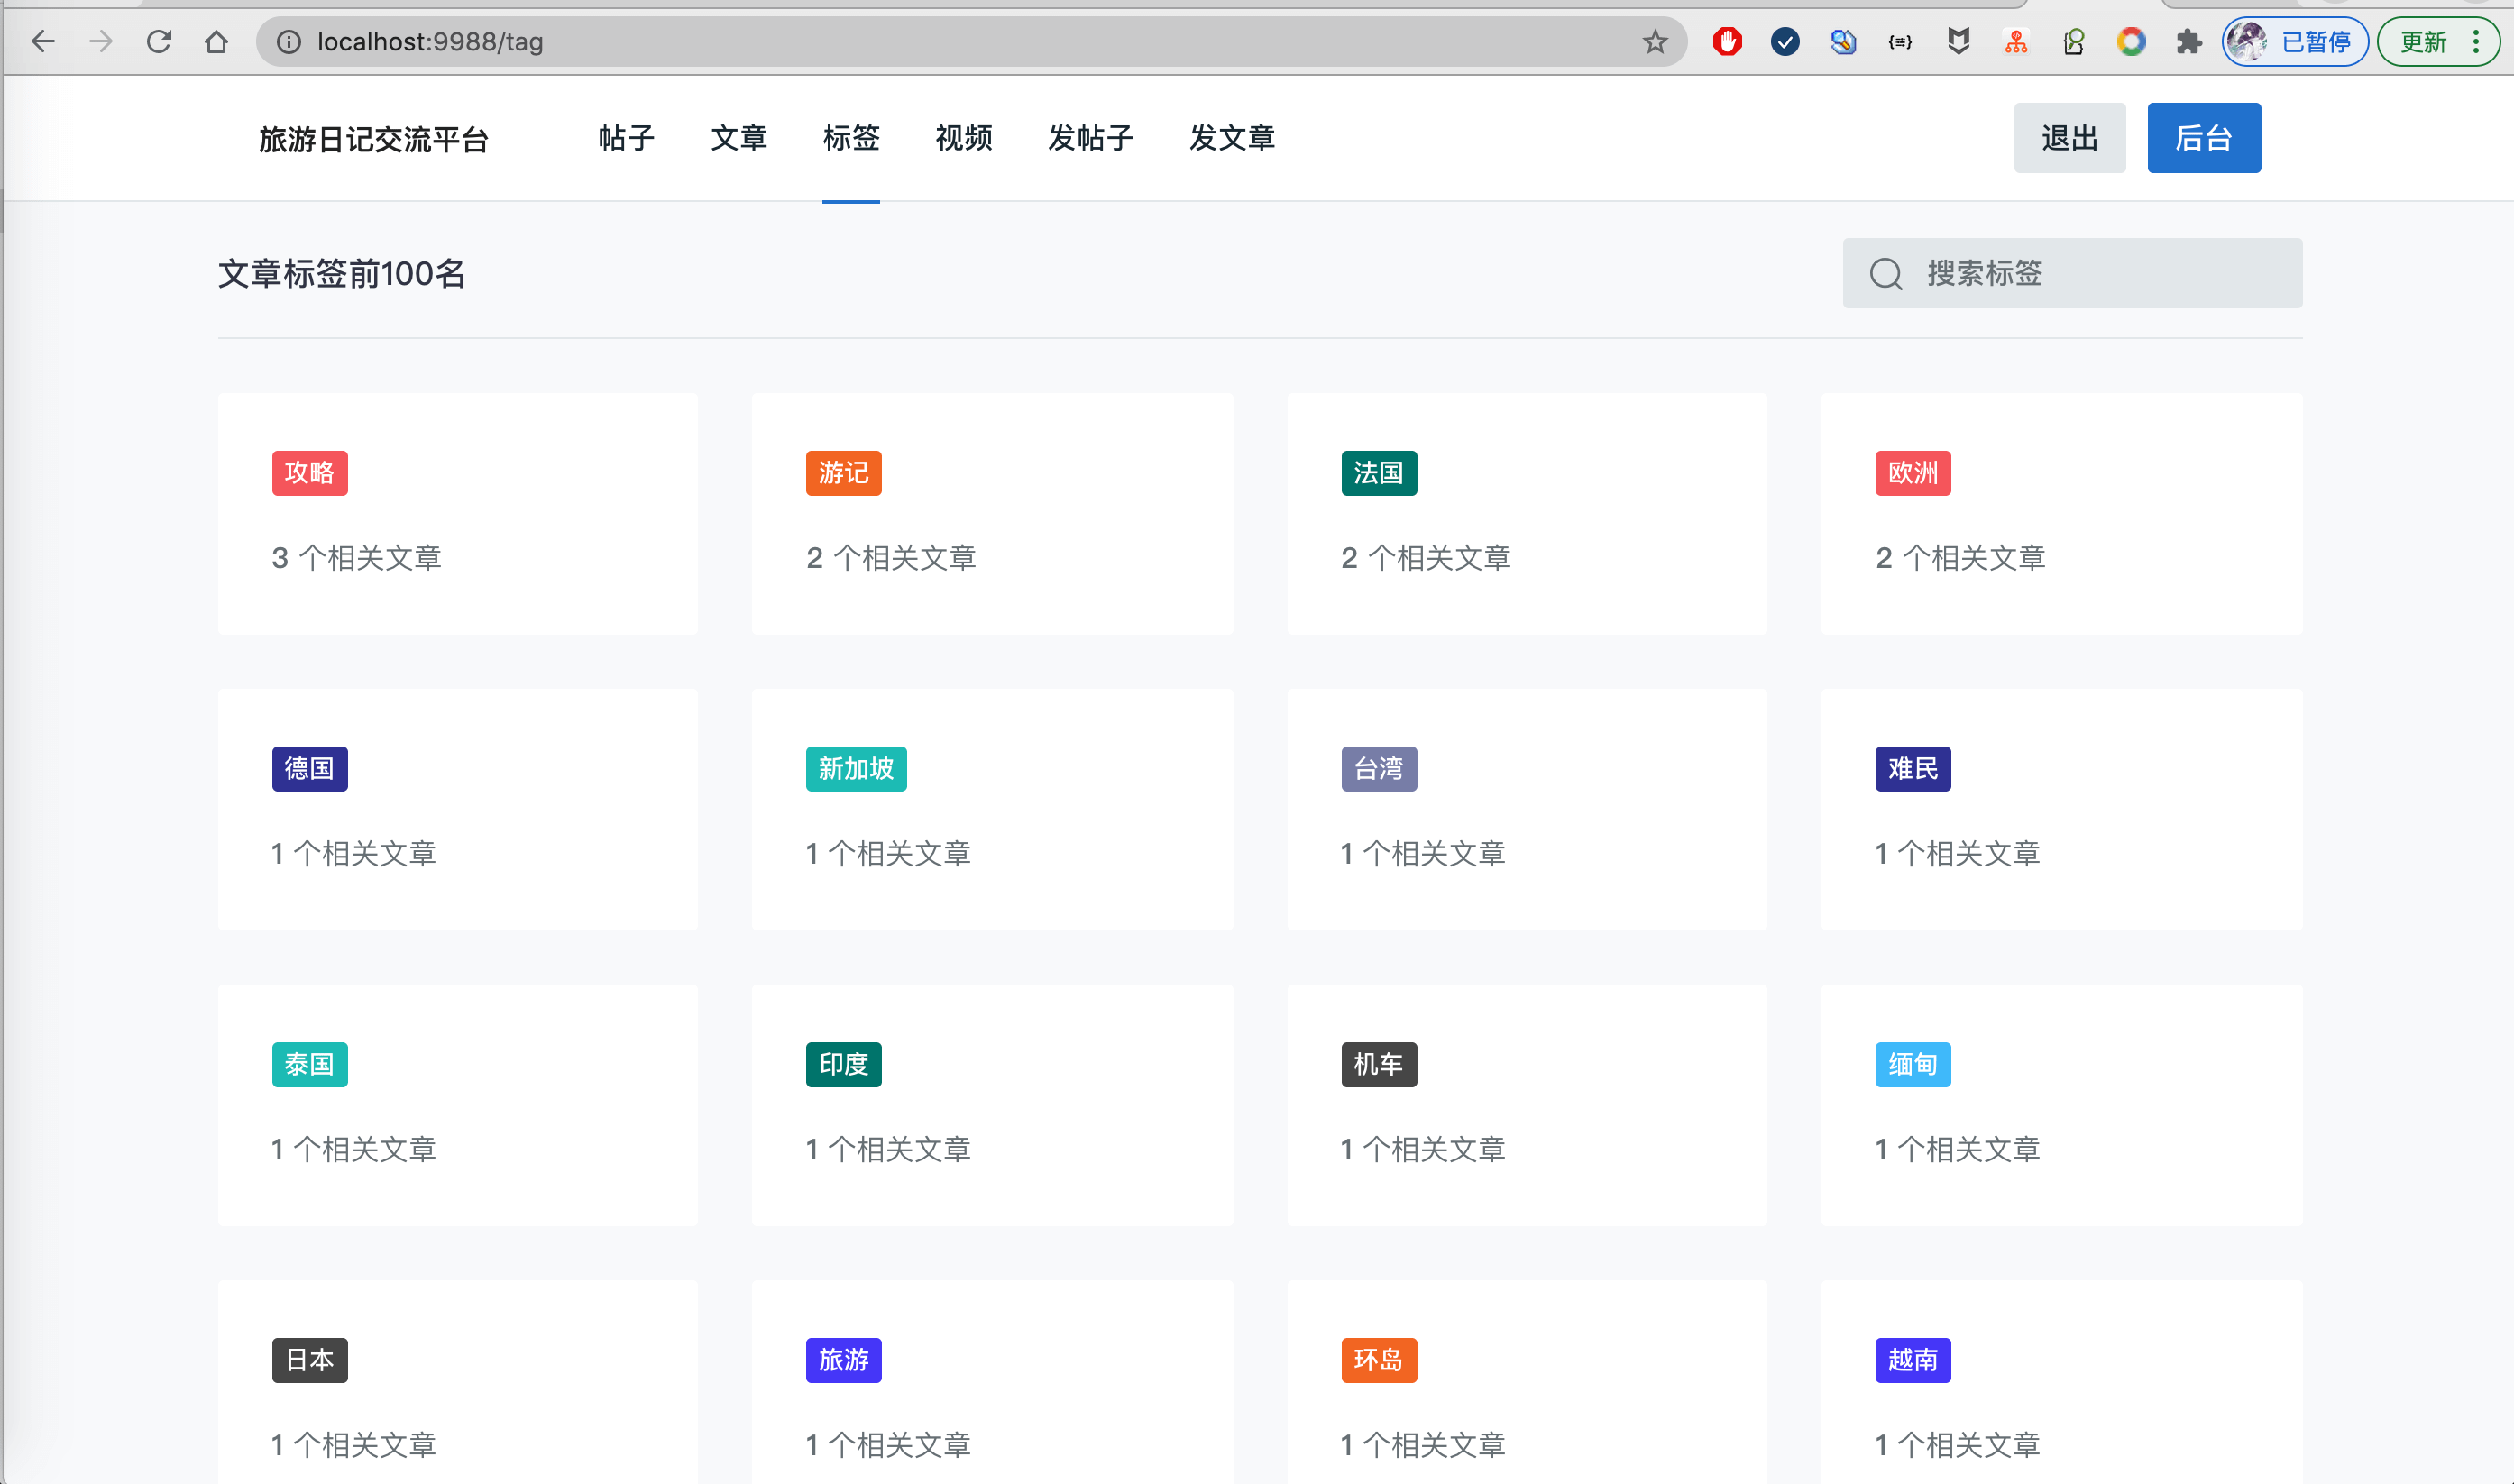 localhost:9988/tag
已暂停
更新
旅游日记交流平台
帖子 文章 标签 视频 发帖子 发文章
退出 后台
文章标签前100名
搜索标签
攻略 游记 法国 欧洲
3 个相关文章 2 个相关文章 2 个相关文章 2 个相关文章
德国 新加坡 台湾 难民
1 个相关文章 1 个相关文章 1 个相关文章 1 个相关文章
泰国 印度 机车 缅甸
1 个相关文章 1 个相关文章 1 个相关文章 1 个相关文章
日本 旅游 环岛 越南
1 个相关文章 1 个相关文章 1 个相关文章 1 个相关文章